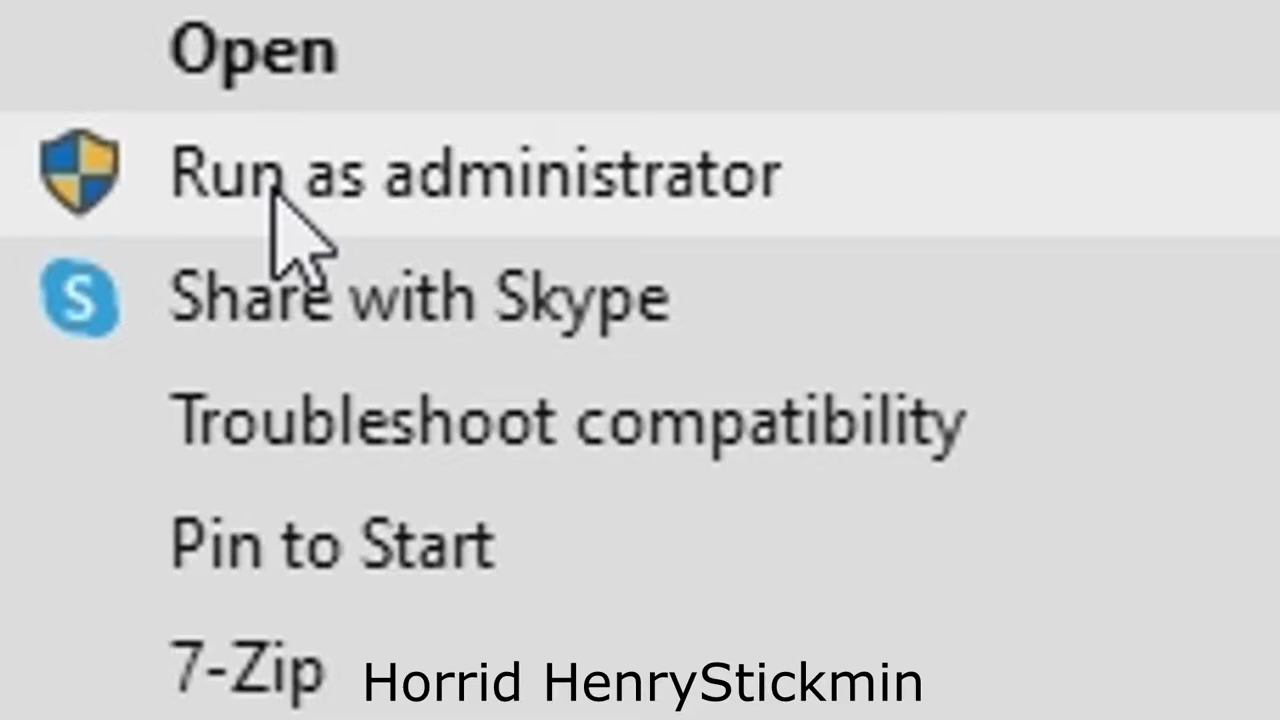 Open
Run as administrator
S
Share with Skype
Troubleshoot compatibility
Pin to Start
7-Zip
Horrid HenryStickmin